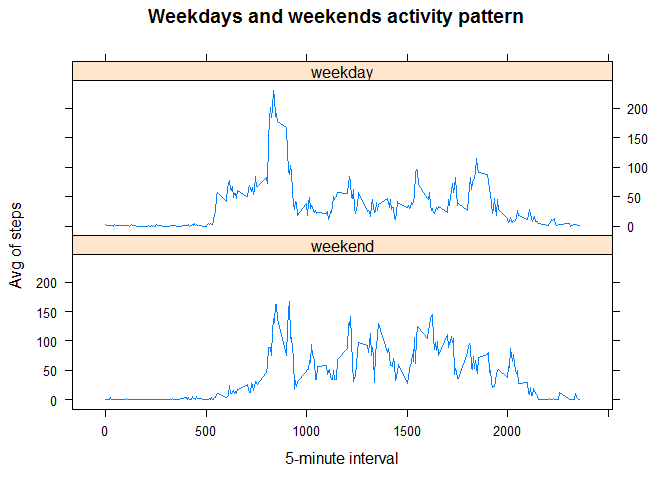 Weekdays and weekends activity pattern
weekday
200
150
100
50
0
weekend
200
150
100
50
0
0 500 1000 1500 2000
5-minute interval
Avg of steps